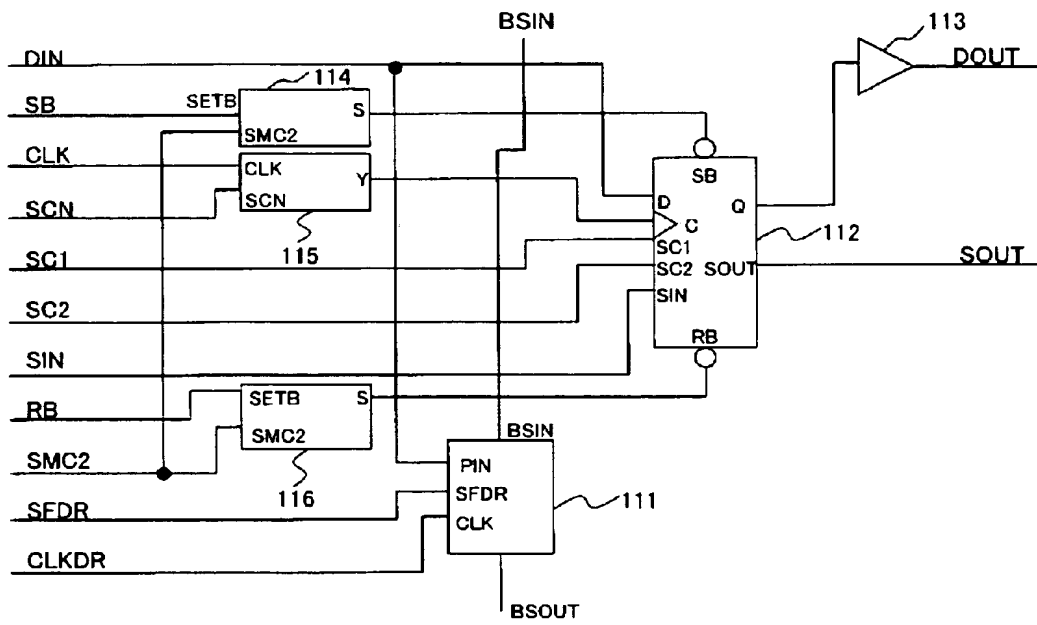 BSIN
113
DIN
DOUT
114
SB
SETB
S
SMC2
CLK
CLK
Y
SCN
SCN
115
SB
D
Q
C
112
SC1
SC1
SC2
SOUT
SOUT
SC2
SIN
SIN
RB
RB
SETB
S
SMC2
116
SMC2
BSIN
PIN
SFDR
SFDR
CLK
111
CLKDR
BSOUT